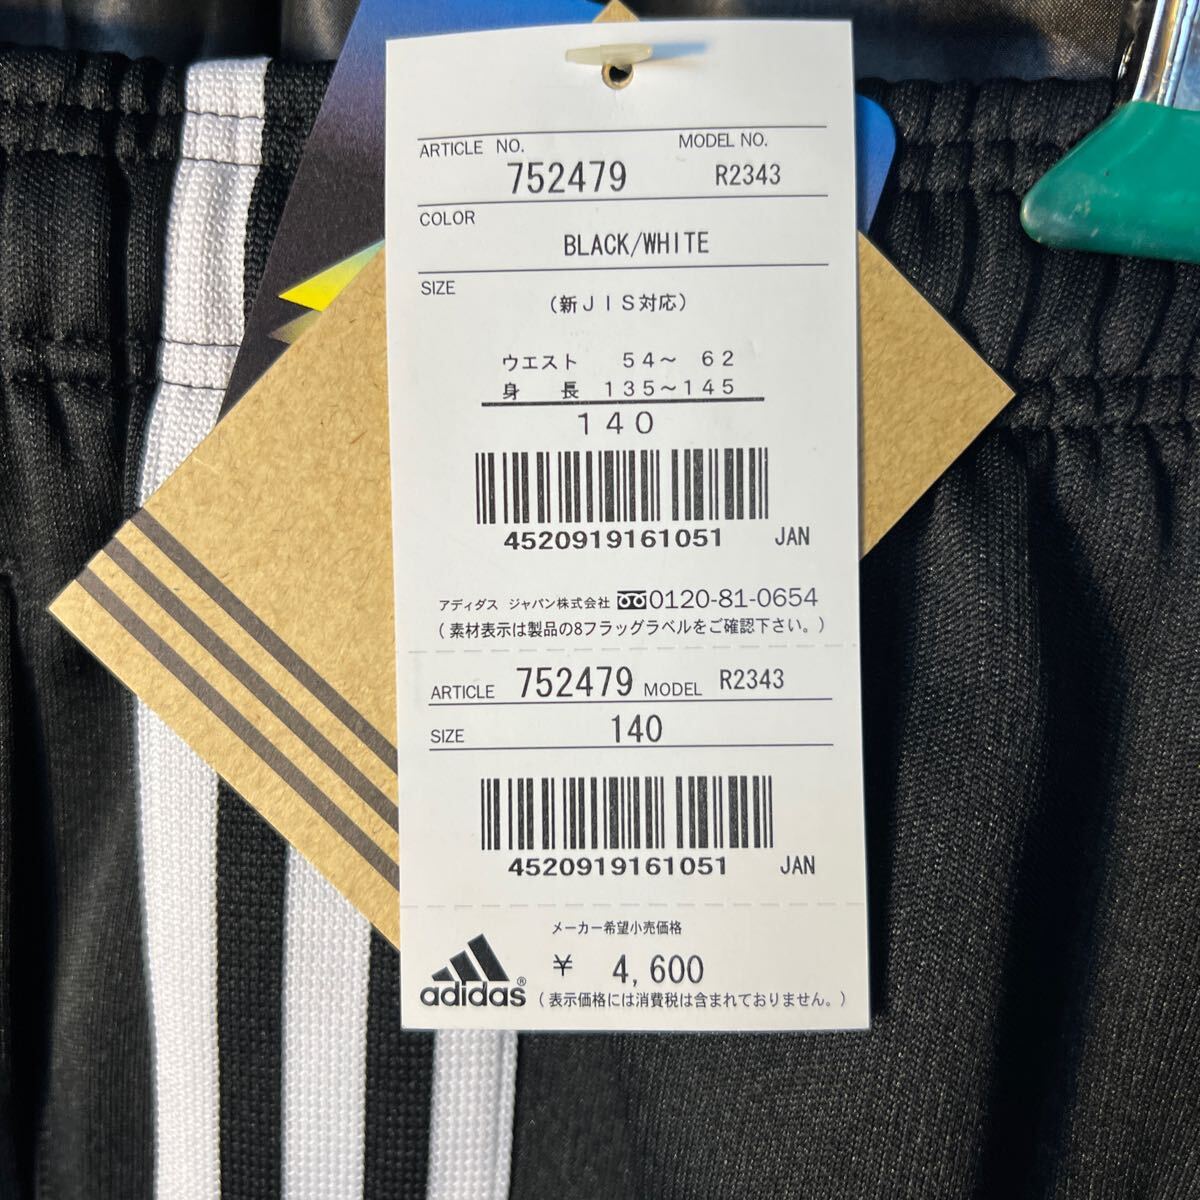 ARTICLE NO. MODEL NO.
752479 R2343
COLOR
BLACK/WHITE
SIZE
(新JIS対応)
ウエスト 54～ 62
身 長 135～145
140
4520919161051 JAN
アディダス ジャパン株式会社 0120-81-0654
(素材表示は製品の8フラッグラベルをご確認下さい。)
ARTICLE 752479 MODEL R2343
SIZE 140
4520919161051 JAN
メーカー希望小売価格
¥ 4,600
adidas® (表示価格には消費税は含まれておりません。)